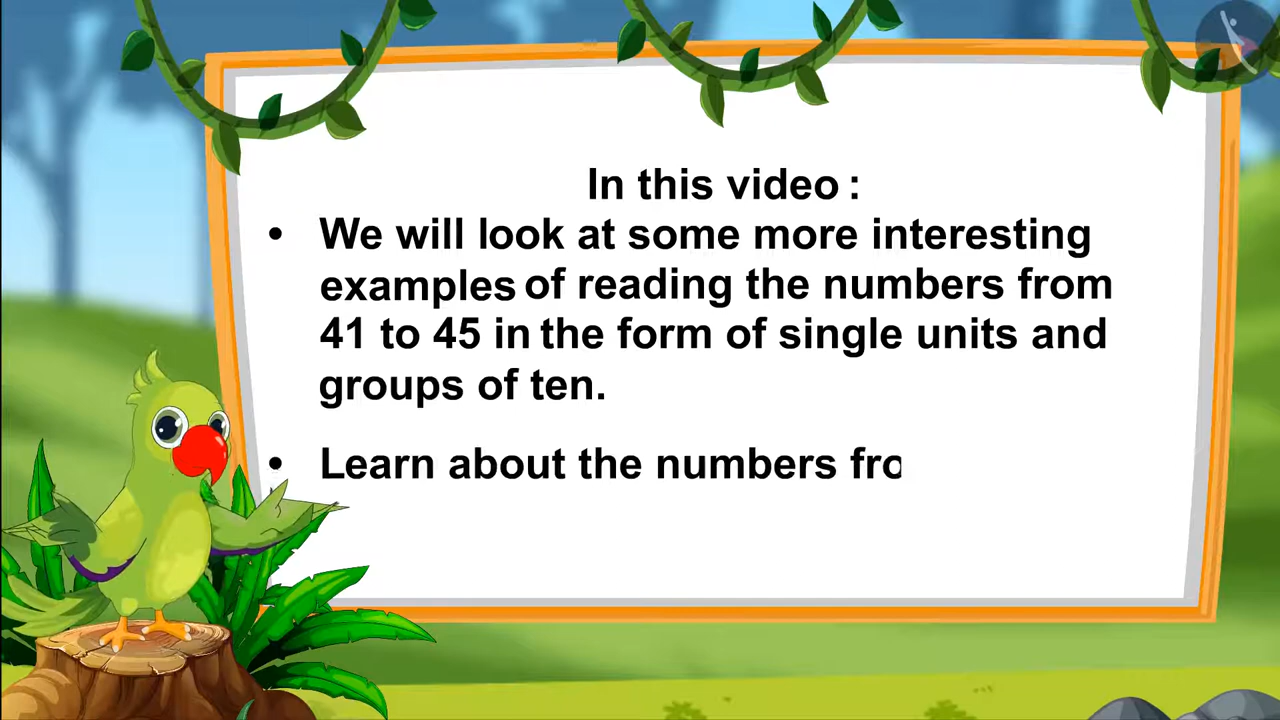 In this video :
• We will look at some more interesting
examples of reading the numbers from
41 to 45 in the form of single units and
groups of ten.
• Learn about the numbers